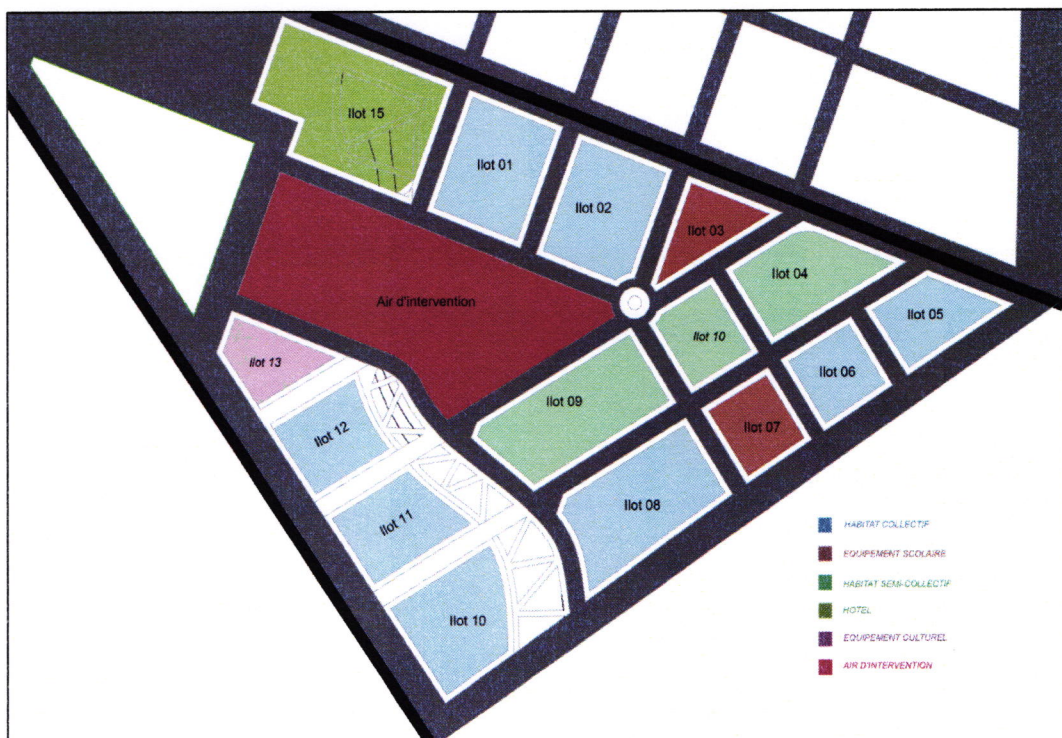 Ilot 15
Ilot 01
Ilot 02
Ilot 03
Ilot 04
Ilot 05
Air d'intervention
Ilot 10
Ilot 13
Ilot 06
Ilot 09
Ilot 12
Ilot 07
Ilot 11
Ilot 08
Ilot 10
HABITAT COLLECTIF
EQUIPEMENT SCOLAIRE
HABITAT SEMI-COLLECTIF
HOTEL
EQUIPEMENT CULTUREL
AIR D'INTERVENTION